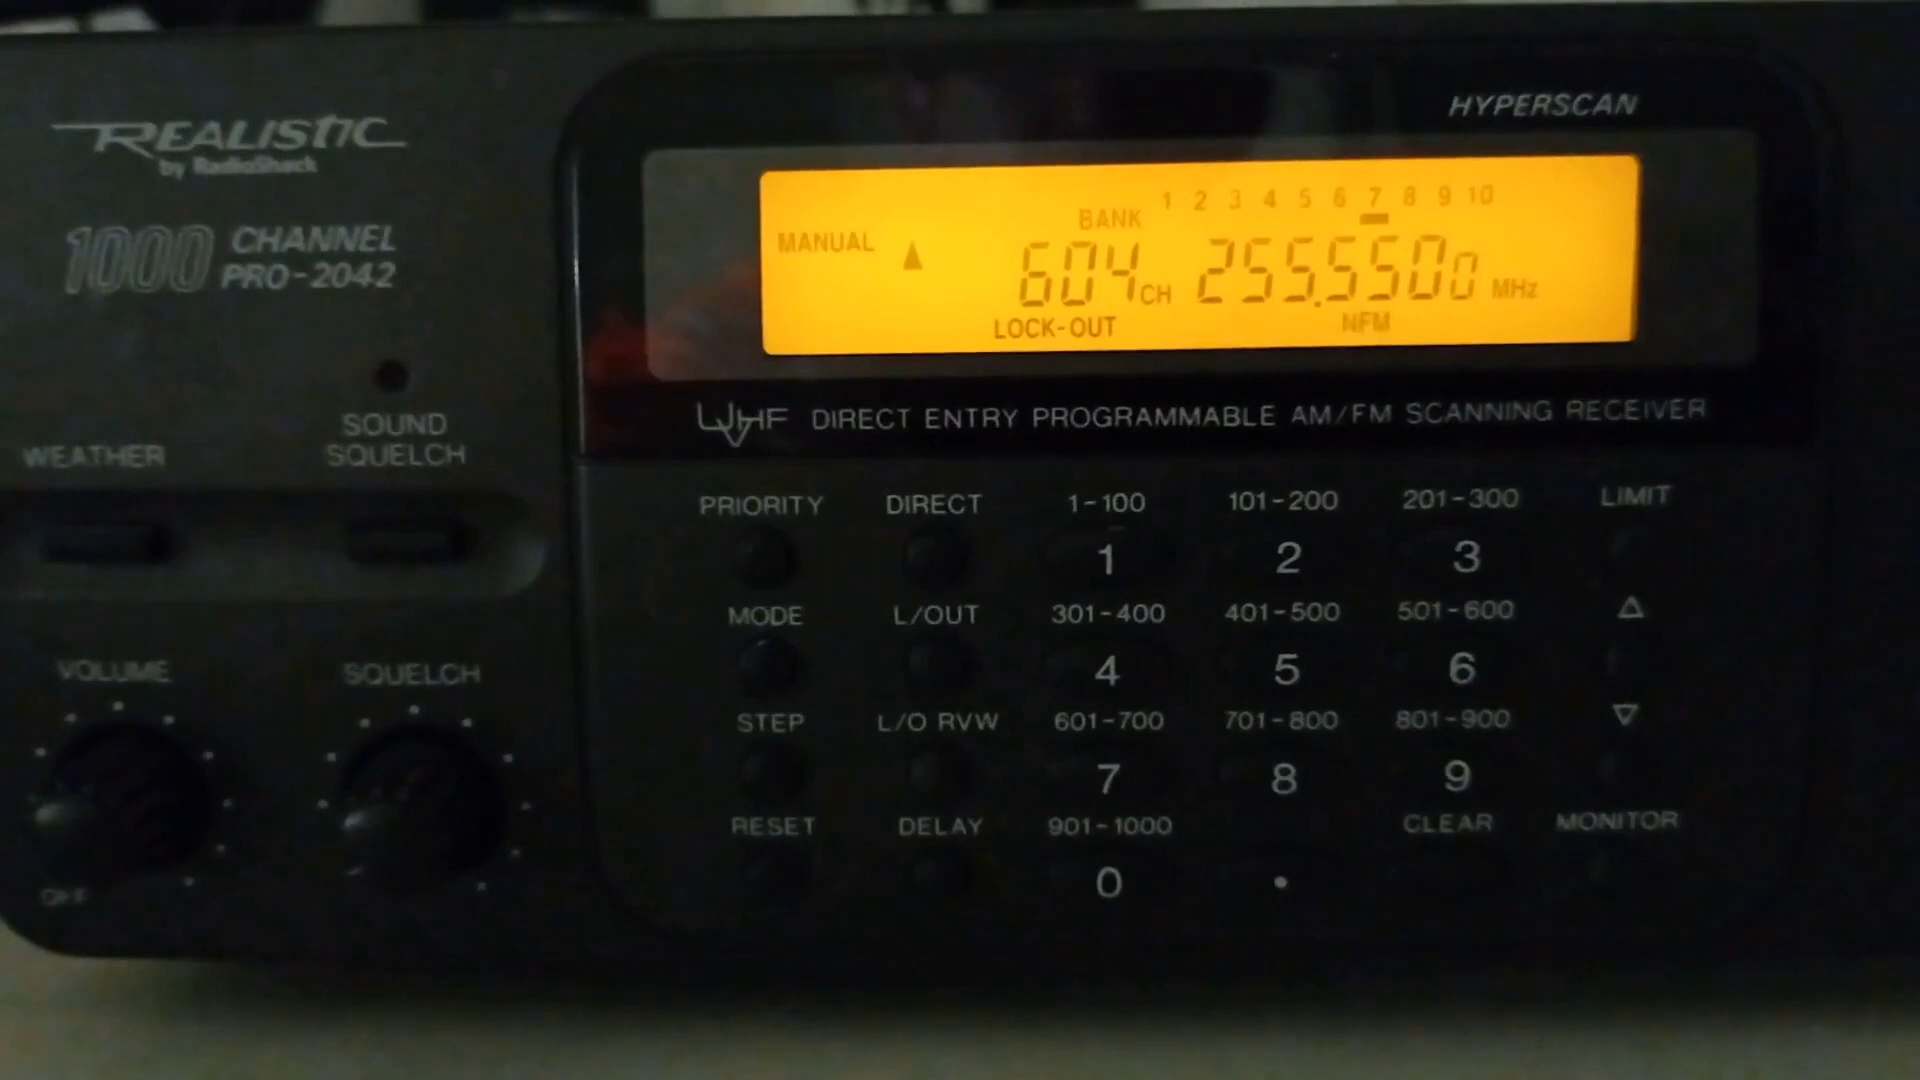 REALISTIC
by RadioShack
1000 CHANNEL
PRO-2042
HYPERSCAN
1 2 3 4 5 6 7 8 9 10
BANK
MANUAL ▲ 604 CH 255.5500 MHz
LOCK-OUT NFM
UVHF DIRECT ENTRY PROGRAMMABLE AM/FM SCANNING RECEIVER
WEATHER
SOUND
SQUELCH
VOLUME
SQUELCH
OFF
PRIORITY DIRECT 1-100 101-200 201-300 LIMIT
1 2 3
MODE L/OUT 301-400 401-500 501-600 △
4 5 6
STEP L/O RVW 601-700 701-800 801-900 ▽
7 8 9
RESET DELAY 901-1000 CLEAR MONITOR
0 •